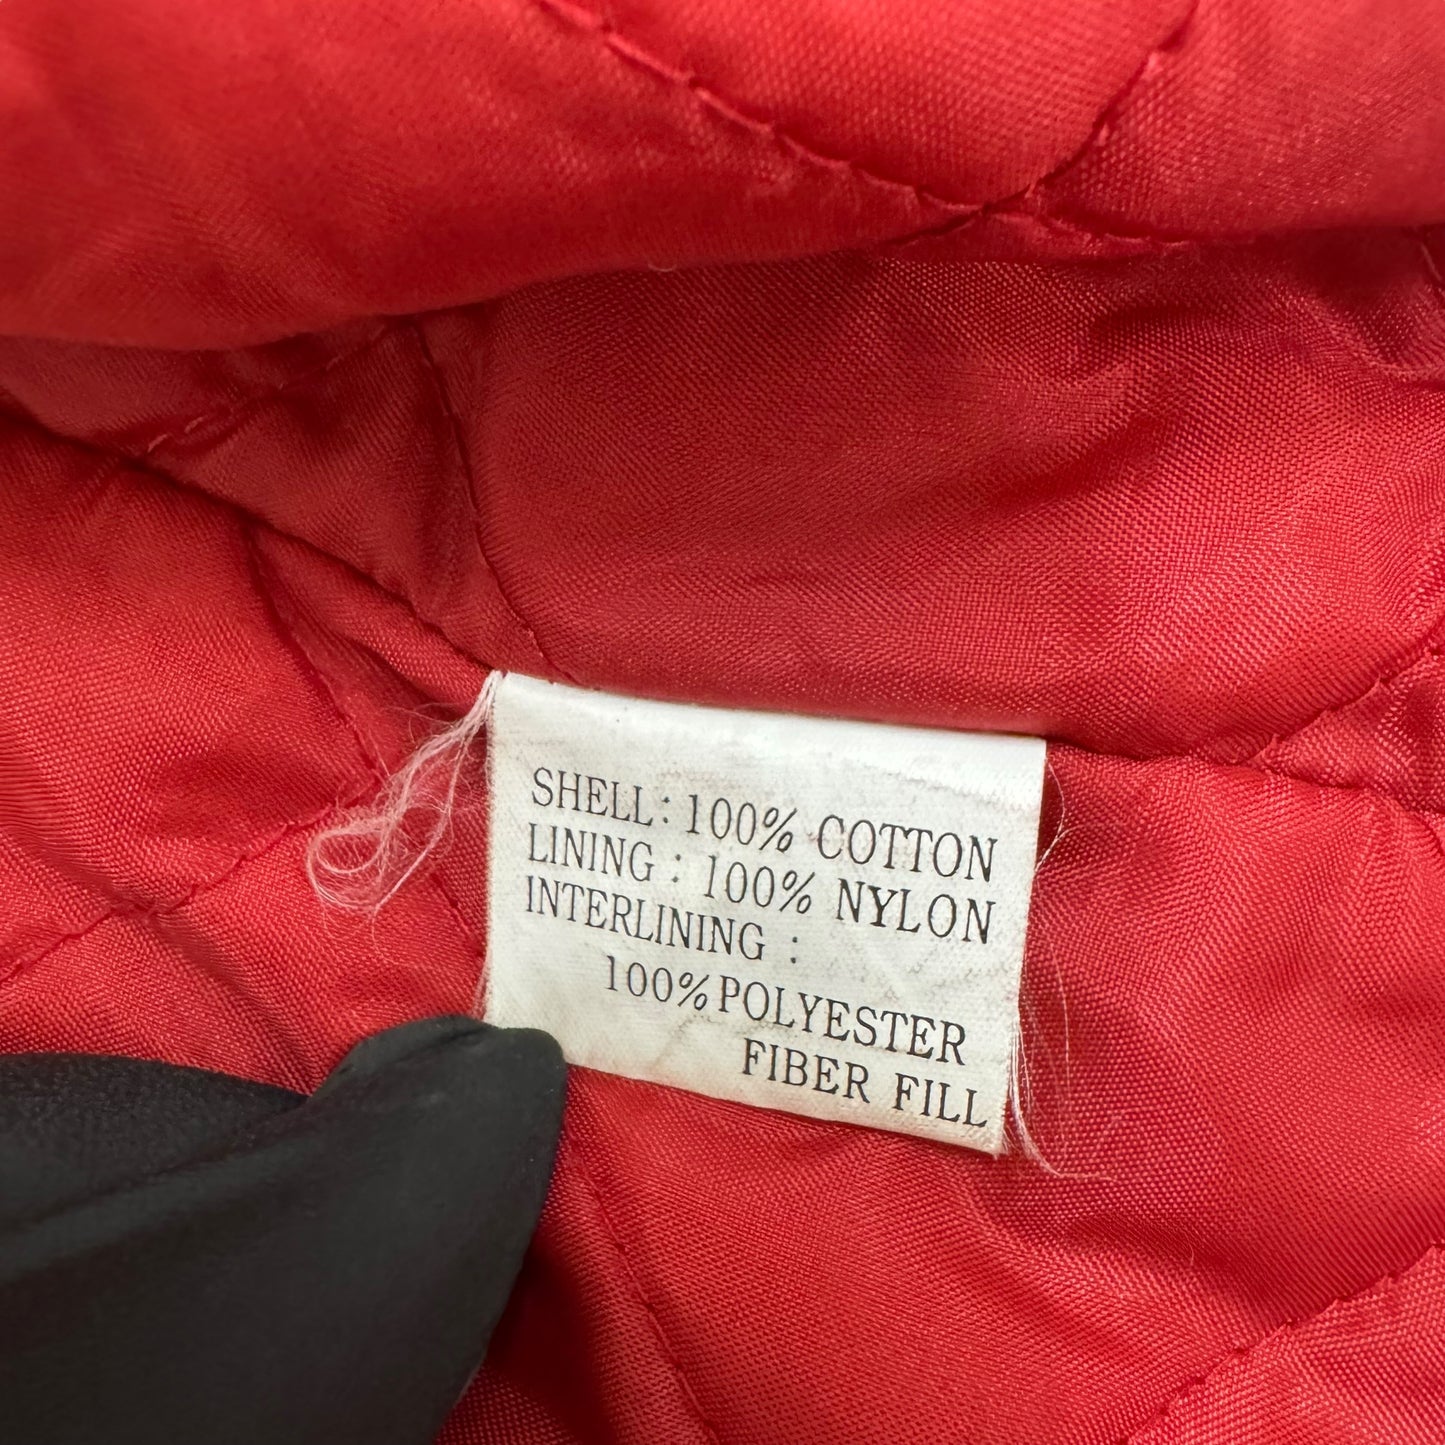 SHELL: 100% COTTON
LINING : 100% NYLON
INTERLINING :
100% POLYESTER
FIBER FILL